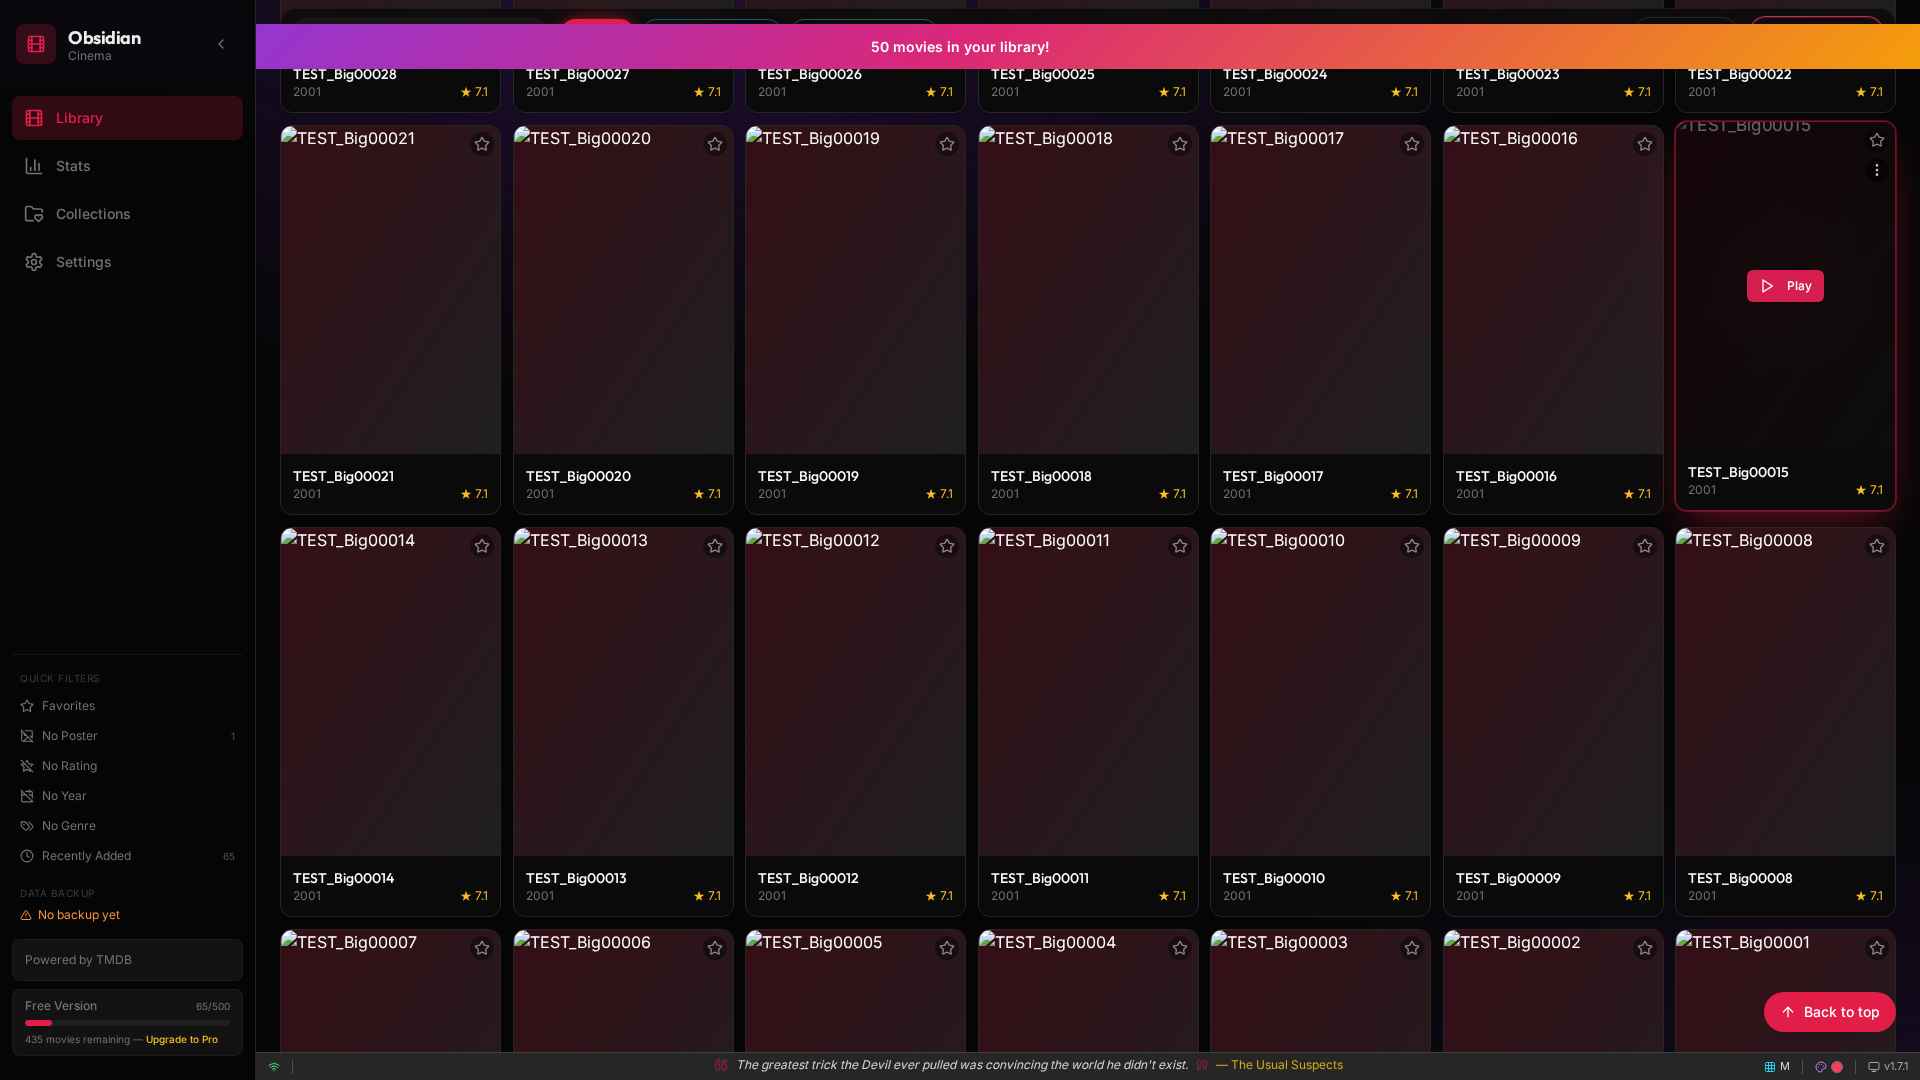 Obsidian
Cinema
Library
Stats
Collections
Settings
QUICK FILTERS
Favorites
No Poster 1
No Rating
No Year
No Genre
Recently Added 65
DATA BACKUP
No backup yet
Powered by TMDB
Free Version 65/500
435 movies remaining — Upgrade to Pro
50 movies in your library!
TEST_Big00028 TEST_Big00027 TEST_Big00026 TEST_Big00025 TEST_Big00024 TEST_Big00023 TEST_Big00022
2001 ★ 7.1 2001 ★ 7.1 2001 ★ 7.1 2001 ★ 7.1 2001 ★ 7.1 2001 ★ 7.1 2001 ★ 7.1
TEST_Big00021 TEST_Big00020 TEST_Big00019 TEST_Big00018 TEST_Big00017 TEST_Big00016 TEST_Big00015
Play
TEST_Big00021 TEST_Big00020 TEST_Big00019 TEST_Big00018 TEST_Big00017 TEST_Big00016 TEST_Big00015
2001 ★ 7.1 2001 ★ 7.1 2001 ★ 7.1 2001 ★ 7.1 2001 ★ 7.1 2001 ★ 7.1 2001 ★ 7.1
TEST_Big00014 TEST_Big00013 TEST_Big00012 TEST_Big00011 TEST_Big00010 TEST_Big00009 TEST_Big00008
TEST_Big00014 TEST_Big00013 TEST_Big00012 TEST_Big00011 TEST_Big00010 TEST_Big00009 TEST_Big00008
2001 ★ 7.1 2001 ★ 7.1 2001 ★ 7.1 2001 ★ 7.1 2001 ★ 7.1 2001 ★ 7.1 2001 ★ 7.1
TEST_Big00007 TEST_Big00006 TEST_Big00005 TEST_Big00004 TEST_Big00003 TEST_Big00002 TEST_Big00001
Back to top
The greatest trick the Devil ever pulled was convincing the world he didn't exist. — The Usual Suspects
M v1.7.1